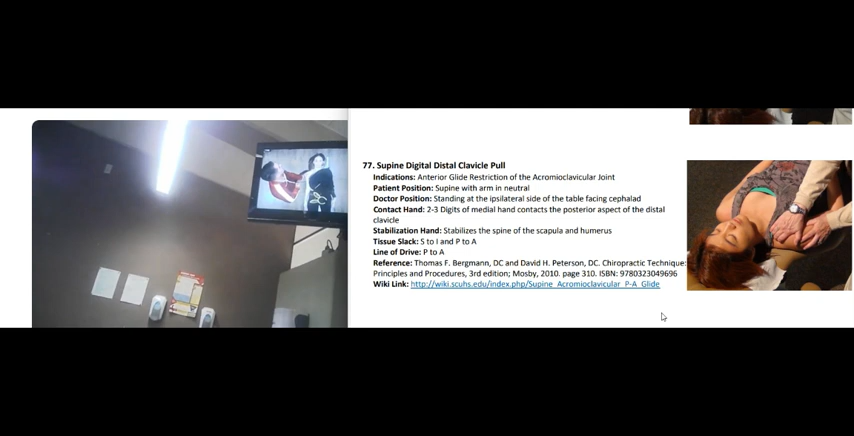 77. Supine Digital Distal Clavicle Pull
Indications: Anterior Glide Restriction of the Acromioclavicular Joint
Patient Position: Supine with arm in neutral
Doctor Position: Standing at the ipsilateral side of the table facing cephalad
Contact Hand: 2-3 Digits of medial hand contacts the posterior aspect of the distal
clavicle
Stabilization Hand: Stabilizes the spine of the scapula and humerus
Tissue Slack: S to I and P to A
Line of Drive: P to A
Reference: Thomas F. Bergmann, DC and David H. Peterson, DC. Chiropractic Technique:
Principles and Procedures, 3rd edition; Mosby, 2010. page 310. ISBN: 9780323049696
Wiki Link: http://wiki.scuhs.edu/index.php/Supine_Acromioclavicular_P-A_Glide